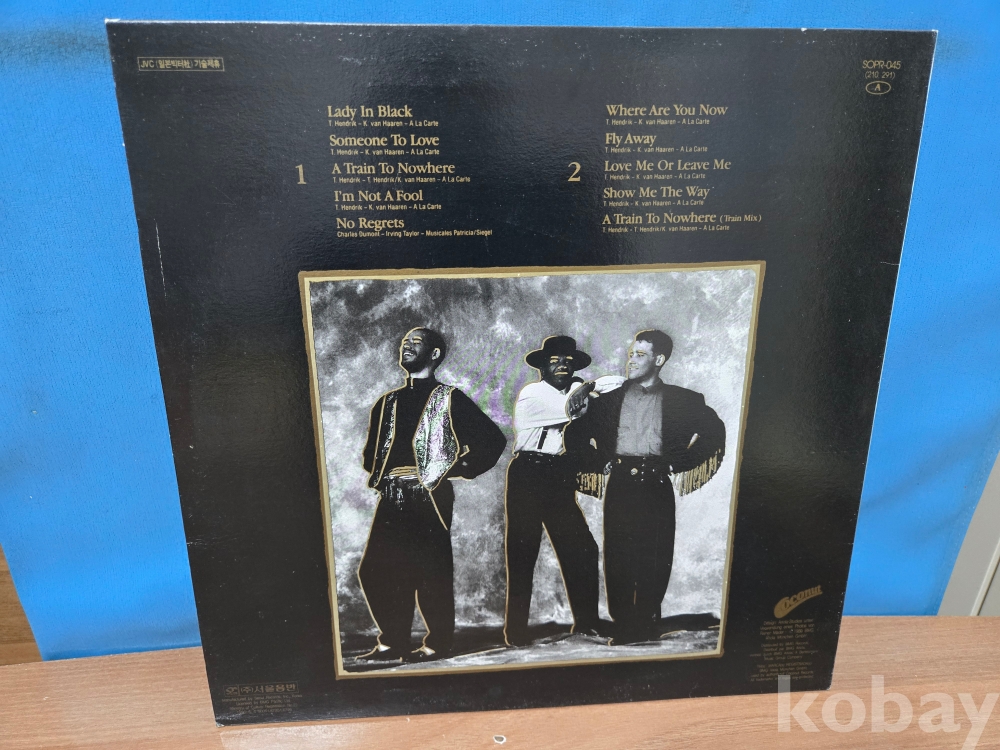 JVC (일본빅터社) 기술제휴
SOPR-045
(210 291)
A
1
Lady In Black
T. Hendrik – K. van Haaren – A La Carte
Someone To Love
T. Hendrik – K. van Haaren – A La Carte
A Train To Nowhere
T. Hendrik – T. Hendrik/K. van Haaren – A La Carte
I'm Not A Fool
T. Hendrik – K. van Haaren – A La Carte
No Regrets
Charles Dumont – Irving Taylor – Musicales Patricia/Siegel
2
Where Are You Now
T. Hendrik – K. van Haaren – A La Carte
Fly Away
T. Hendrik – K. van Haaren – A La Carte
Love Me Or Leave Me
T. Hendrik – K. van Haaren – A La Carte
Show Me The Way
T. Hendrik – K. van Haaren – A La Carte
A Train To Nowhere (Train Mix)
T. Hendrik – T. Hendrik/K. van Haaren – A La Carte
Coconut
(주)서울음반
kobay